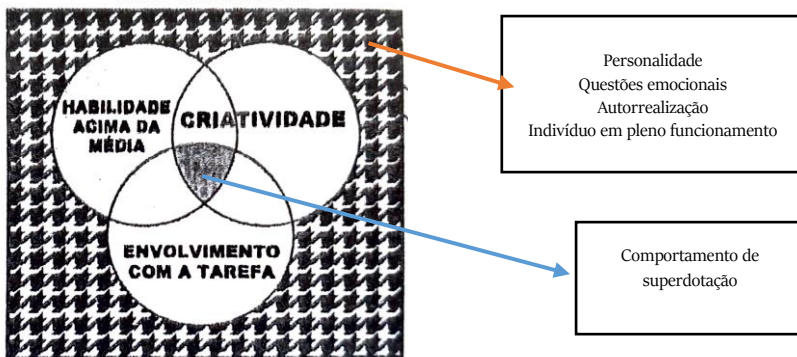 HABILIDADE
ACIMA DA
MÉDIA
CRIATIVIDADE
ENVOLVIMENTO
COM A TAREFA
Personalidade
Questões emocionais
Autorrealização
Indivíduo em pleno funcionamento
Comportamento de
superdotação